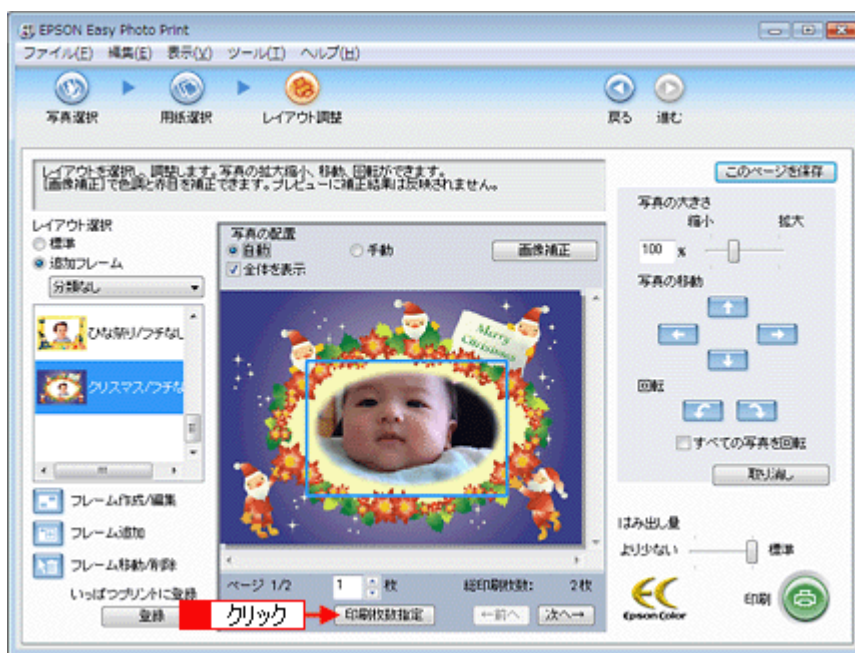 EPSON Easy Photo Print
ファイル(F) 編集(E) 表示(V) ツール(T) ヘルプ(H)
写真選択 用紙選択 レイアウト調整 戻る 進む
レイアウトを選択し、調整します。写真の拡大縮小、移動、回転ができます。
[画像補正]で色調と赤目を補正できます。プレビューに補正結果は反映されません。
このページを保存
レイアウト選択
標準
追加フレーム
分類なし
ひな祭り/フチなし
クリスマス/フチな
フレーム作成/編集
フレーム追加
フレーム移動/削除
いっぱつプリントに登録
登録
写真の配置
自動 手動 画像補正
全体を表示
Merry
Christmas
ページ 1/2 1 枚 総印刷枚数: 2枚
クリック 印刷枚数指定 ←前へ 次へ→
写真の大きさ
縮小 拡大
100 %
写真の移動
回転
すべての写真を回転
取り消し
はみ出し量
より少ない 標準
Epson Color 印刷